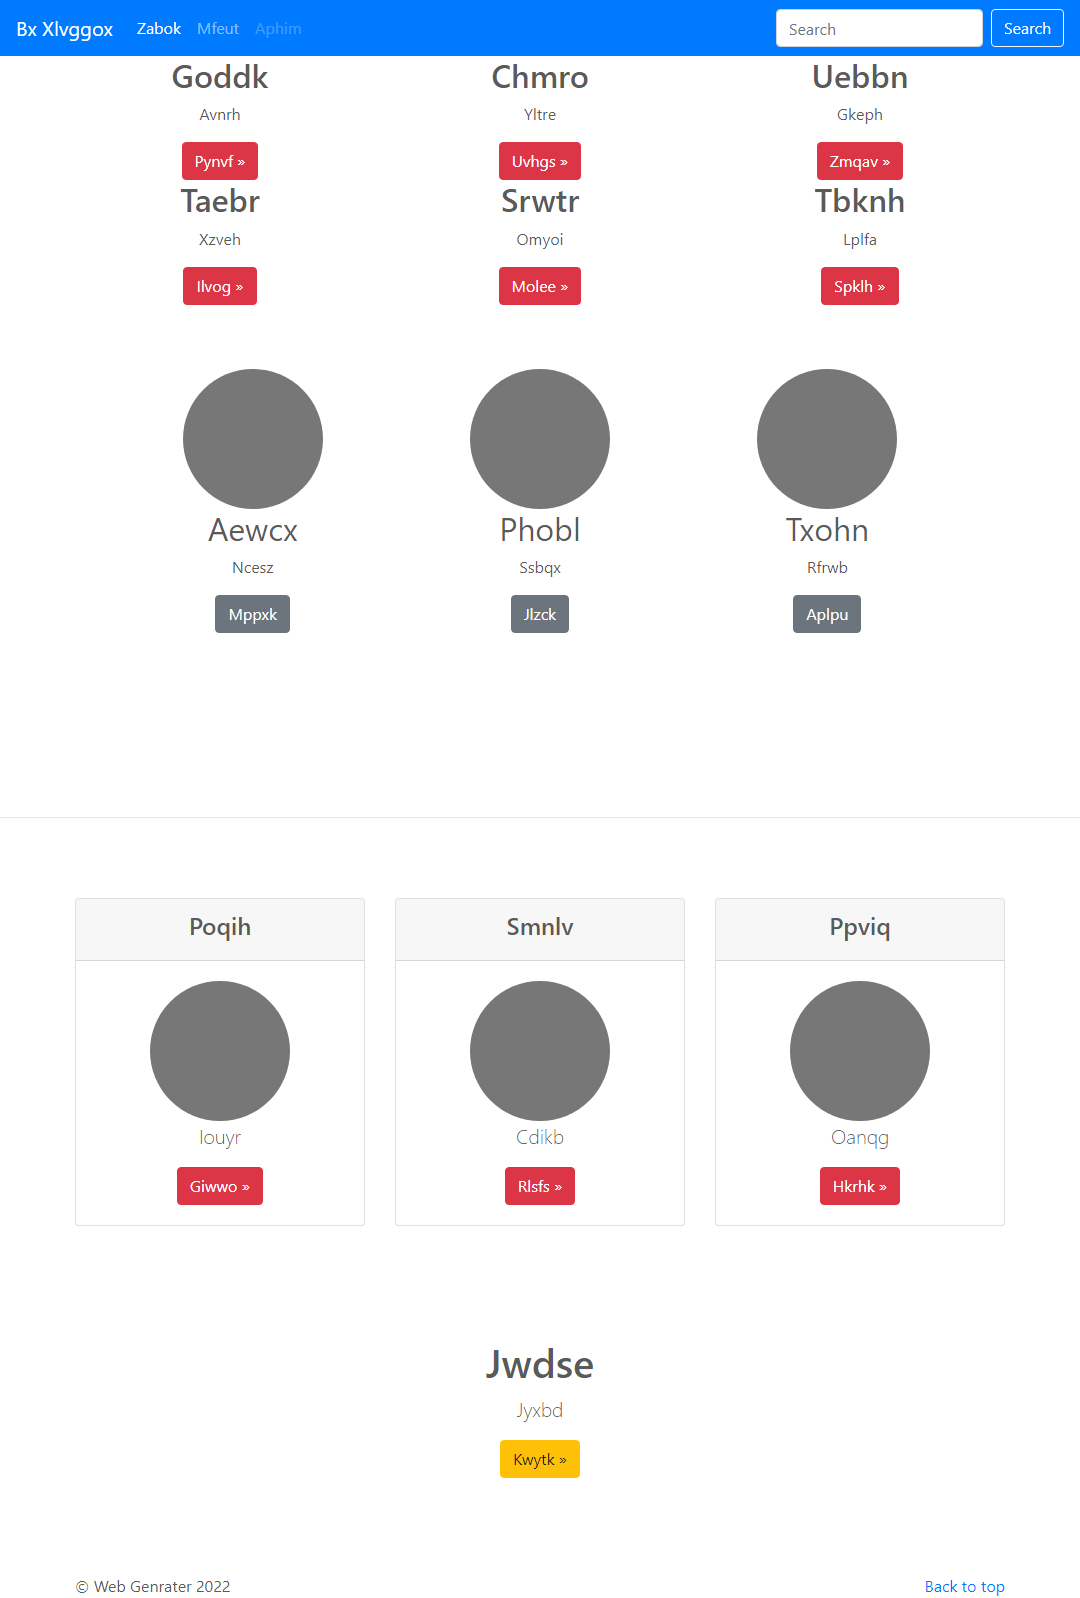 Bx Xlvggox Zabok Mfeut Aphim Search Search
Goddk Chmro Uebbn
Avnrh Yltre Gkeph
Pynvf » Uvhgs » Zmqav »
Taebr Srwtr Tbknh
Xzveh Omyoi Lplfa
Ilvog » Molee » Spklh »
Aewcx Phobl Txohn
Ncesz Ssbqx Rfrwb
Mppxk Jlzck Aplpu
Poqih Smnlv Ppviq
Iouyr Cdikb Oanqg
Giwwo » Rlsfs » Hkrhk »
Jwdse
Jyxbd
Kwytk »
© Web Genrater 2022 Back to top